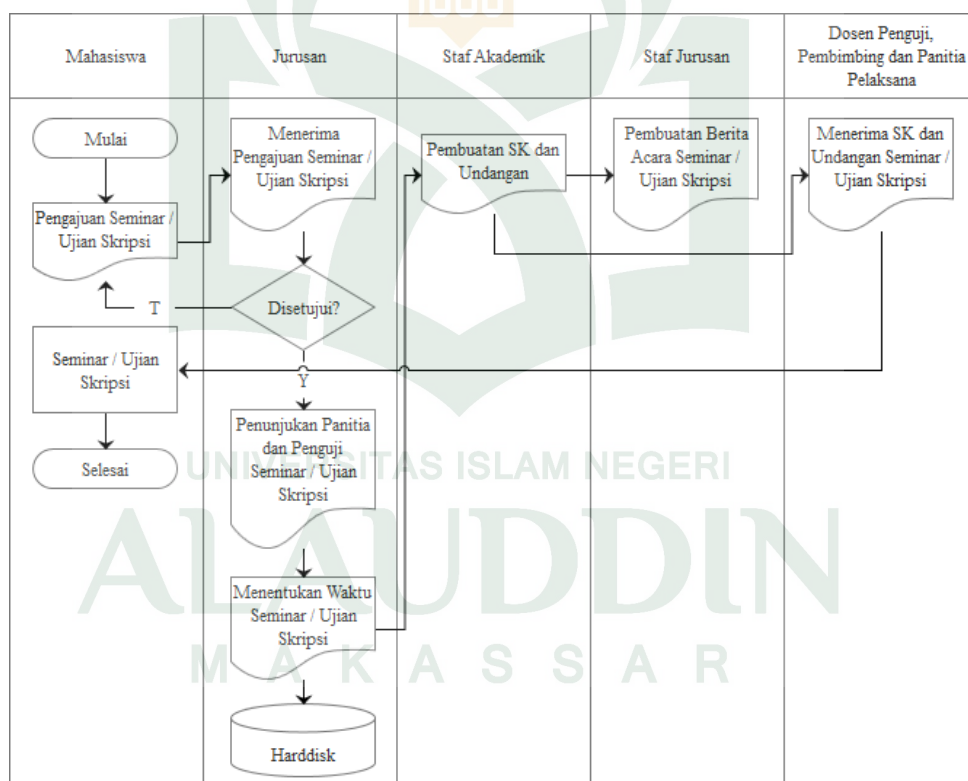 Mahasiswa
Jurusan
Staf Akademik
Staf Jurusan
Dosen Penguji,
Pembimbing dan Panitia
Pelaksana
Mulai
Pengajuan Seminar /
Ujian Skripsi
Menerima
Pengajuan Seminar /
Ujian Skripsi
Pembuatan SK dan
Undangan
Pembuatan Berita
Acara Seminar /
Ujian Skripsi
Menerima SK dan
Undangan Seminar /
Ujian Skripsi
T
Disetujui?
Y
Seminar / Ujian
Skripsi
Selesai
Penunjukan Panitia
dan Penguji
Seminar / Ujian
Skripsi
Menentukan Waktu
Seminar / Ujian
Skripsi
Harddisk
UNIVERSITAS ISLAM NEGERI
ALAUDDIN
MAKASSAR